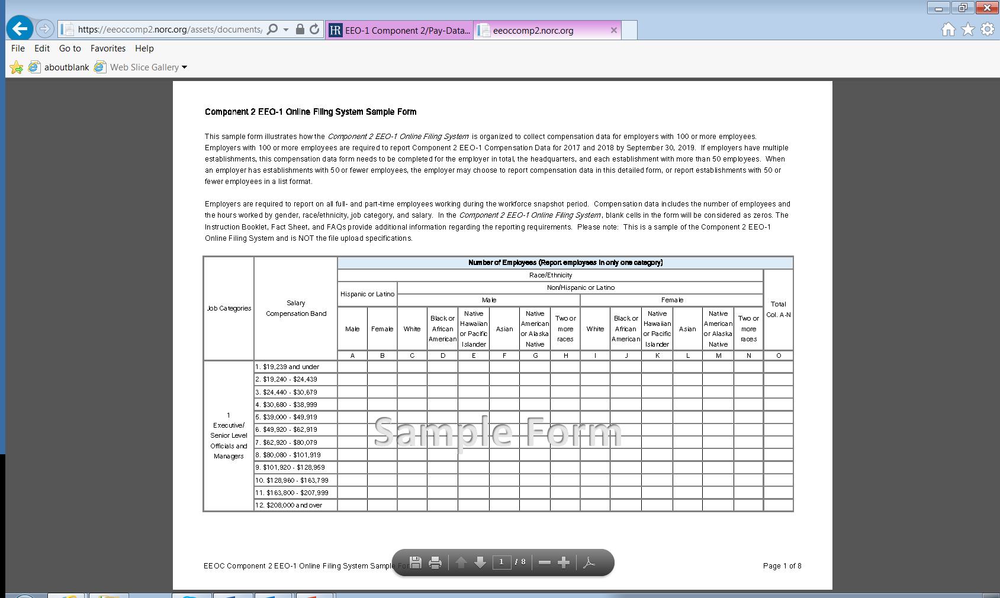 https://eeoccomp2.norc.org/assets/documents/
EEO-1 Component 2/Pay-Data...
eeoccomp2.norc.org
File Edit Go to Favorites Help
aboutblank Web Slice Gallery
Component 2 EEO-1 Online Filing System Sample Form
This sample form illustrates how the Component 2 EEO-1 Online Filing System is organized to collect compensation data for employers with 100 or more employees.
Employers with 100 or more employees are required to report Component 2 EEO-1 Compensation Data for 2017 and 2018 by September 30, 2019. If employers have multiple
establishments, this compensation data form needs to be completed for the employer in total, the headquarters, and each establishment with more than 50 employees. When
an employer has establishments with 50 or fewer employees, the employer may choose to report compensation data in this detailed form, or report establishments with 50 or
fewer employees in a list format.
Employers are required to report on all full- and part-time employees working during the workforce snapshot period. Compensation data includes the number of employees and
the hours worked by gender, race/ethnicity, job category, and salary. In the Component 2 EEO-1 Online Filing System, blank cells in the form will be considered as zeros. The
Instruction Booklet, Fact Sheet, and FAQs provide additional information regarding the reporting requirements. Please note: This is a sample of the Component 2 EEO-1
Online Filing System and is NOT the file upload specifications.
Number of Employees (Report employees in only one category)
Race/Ethnicity
Hispanic or Latino
Non/Hispanic or Latino
Male Female
Job Categories
Salary
Compensation Band
Total
Col. A-N
Male
Female
White
Black or
African
American
Native
Hawaiian
or Pacific
Islander
Asian
Native
American
or Alaska
Native
Two or
more
races
White
Black or
African
American
Native
Hawaiian
or Pacific
Islander
Asian
Native
American
or Alaska
Native
Two or
more
races
A B C D E F G H I J K L M N O
1
Executive/
Senior Level
Officials and
Managers
1. $19,239 and under
2. $19,240 - $24,439
3. $24,440 - $30,679
4. $30,680 - $38,999
5. $39,000 - $49,919
6. $49,920 - $62,919
7. $62,920 - $80,079
8. $80,080 - $101,919
9. $101,920 - $128,959
10. $128,960 - $163,799
11. $163,800 - $207,999
12. $208,000 and over
Sample Form
EEOC Component 2 EEO-1 Online Filing System Sample For
1 / 8
Page 1 of 8